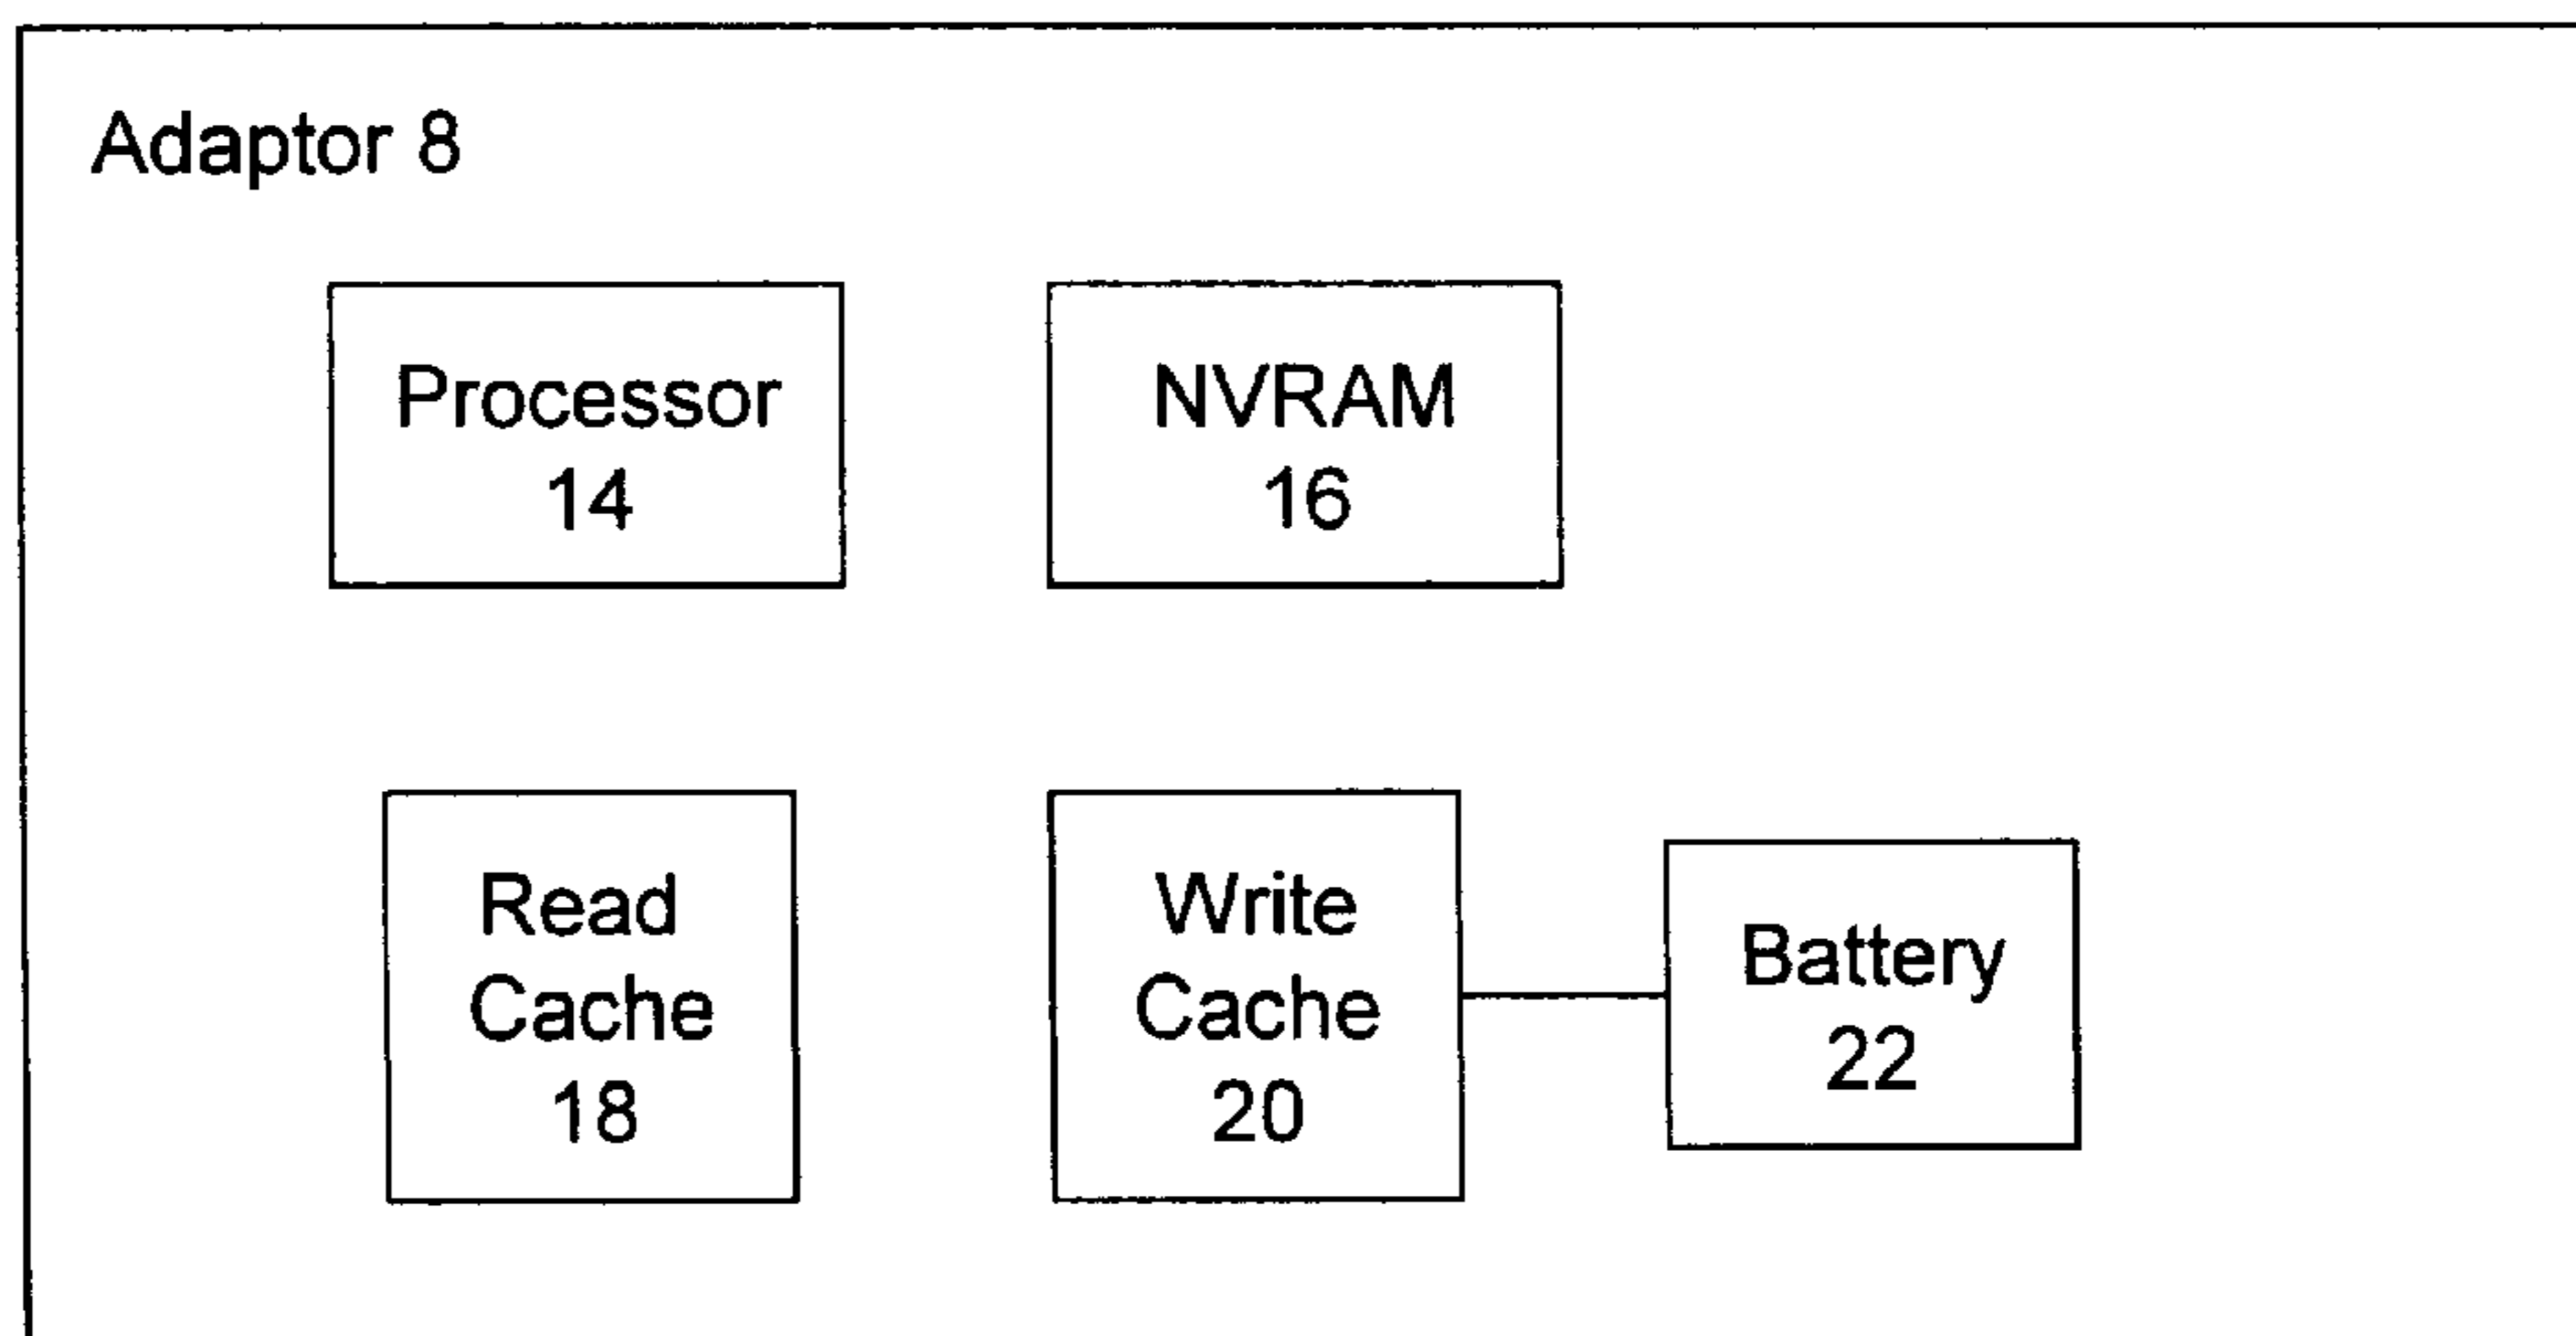 Adaptor 8
Processor
14
NVRAM
16
Read
Cache
18
Write
Cache
20
Battery
22